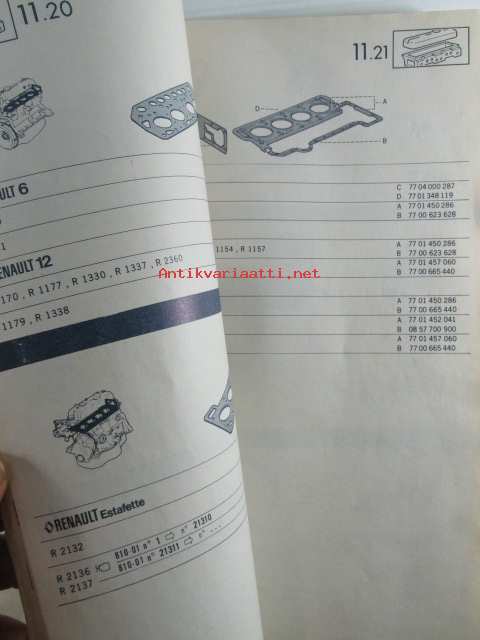 11.20
ULT 6
1
ENAULT 12
170 , R 1177 , R 1330 , R 1337 , R 2360
1179 , R 1338
RENAULT Estafette
R 2132
R 2136 810-01 n° 1 n° 21310
R 2137 810-01 n° 21311 n° ...
11.21
A
D
B
C 77 04 000 287
D 77 01 348 119
A 77 01 450 286
B 77 00 623 628
1154 , R 1157
A 77 01 450 286
B 77 00 623 628
A 77 01 457 060
B 77 00 665 440
A 77 01 450 286
B 77 00 665 440
A 77 01 452 041
B 08 57 700 900
A 77 01 457 060
B 77 00 665 440
Antikvariaatti.net